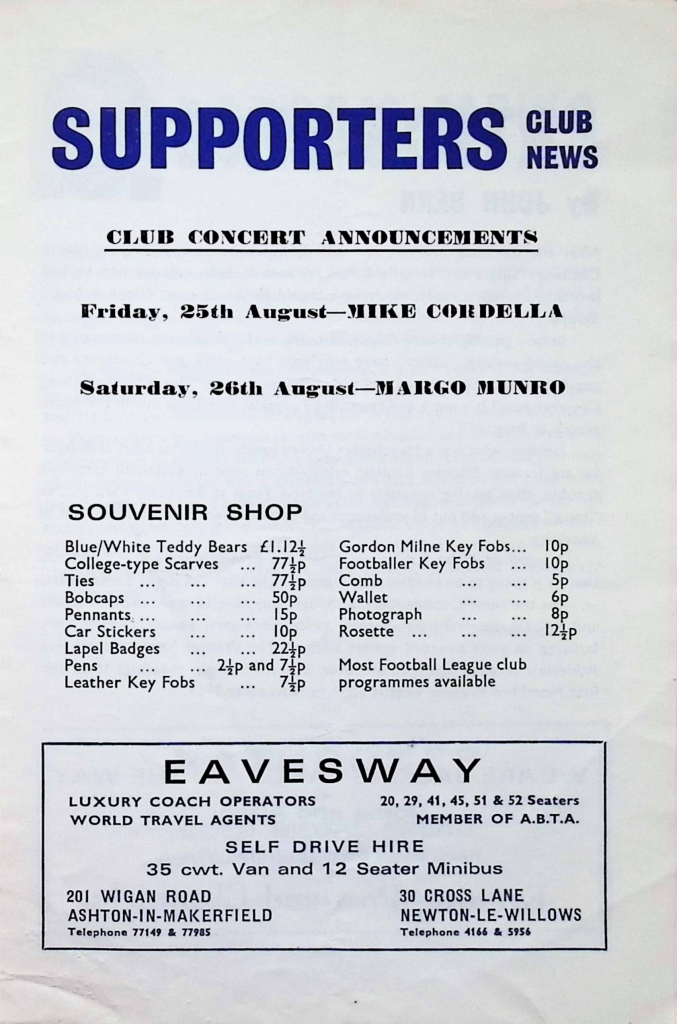 SUPPORTERS CLUB NEWS
CLUB CONCERT ANNOUNCEMENTS
Friday, 25th August—MIKE CORDELLA
Saturday, 26th August—MARGO MUNRO
SOUVENIR SHOP
Blue/White Teddy Bears £1.12½
College-type Scarves ... 77½p
Ties ... ... ... 77½p
Bobcaps ... ... 50p
Pennants... ... ... 15p
Car Stickers ... ... 10p
Lapel Badges ... 22½p
Pens ... ... 2½p and 7½p
Leather Key Fobs ... 7½p
Gordon Milne Key Fobs... 10p
Footballer Key Fobs ... 10p
Comb ... ... ... 5p
Wallet ... ... ... 6p
Photograph ... ... 8p
Rosette ... ... ... 12½p
Most Football League club
programmes available
EAVESWAY
LUXURY COACH OPERATORS 20, 29, 41, 45, 51 & 52 Seaters
WORLD TRAVEL AGENTS MEMBER OF A.B.T.A.
SELF DRIVE HIRE
35 cwt. Van and 12 Seater Minibus
201 WIGAN ROAD
ASHTON-IN-MAKERFIELD
Telephone 77149 & 77985
30 CROSS LANE
NEWTON-LE-WILLOWS
Telephone 4166 & 5956